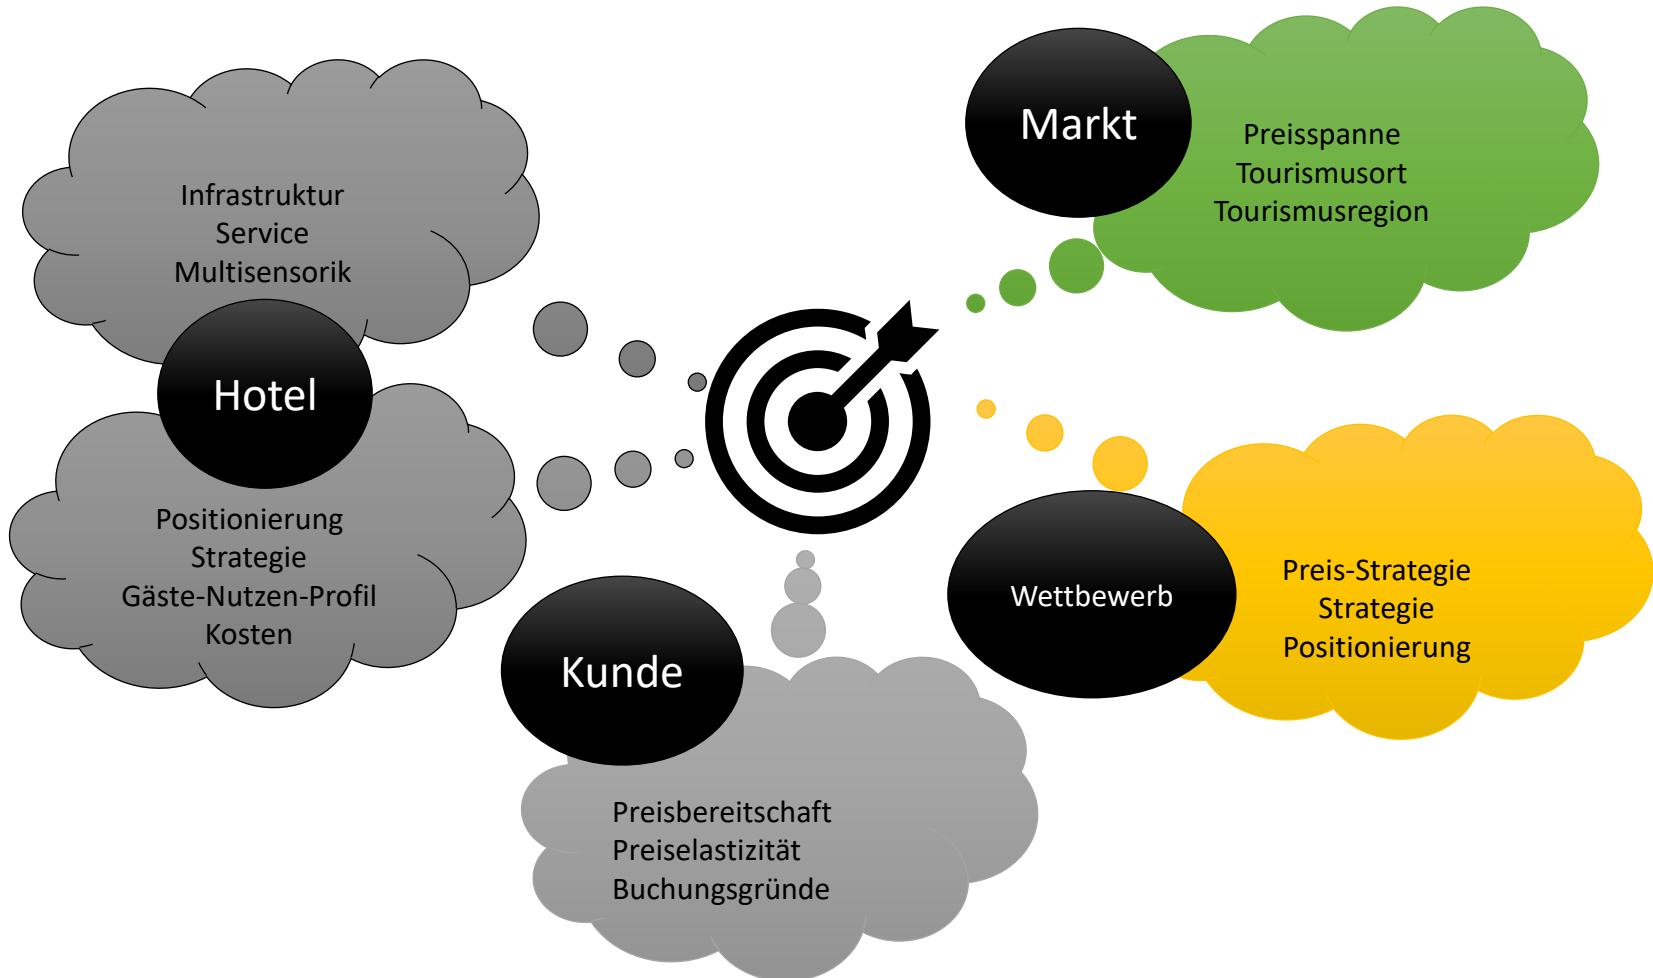 Infrastruktur
Service
Multisensorik
Hotel
Positionierung
Strategie
Gäste-Nutzen-Profil
Kosten
Markt
Preisspanne
Tourismusort
Tourismusregion
Wettbewerb
Preis-Strategie
Strategie
Positionierung
Kunde
Preisbereitschaft
Preiselastizität
Buchungsgründe